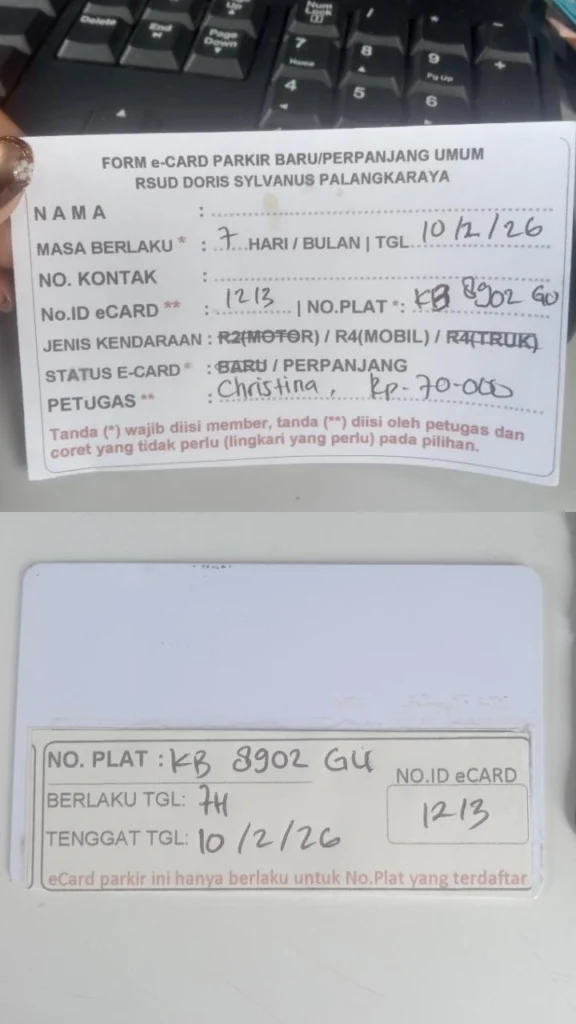 Delete
End
Up
Page Down
Num Lock
/
*
-
7
Home
8
9
Pg Up
+
4
5
6
FORM e-CARD PARKIR BARU/PERPANJANG UMUM
RSUD DORIS SYLVANUS PALANGKARAYA
NAMA :
MASA BERLAKU * : 7 HARI / BULAN | TGL 10/2/26
NO. KONTAK :
No.ID eCARD ** : 1213 | NO.PLAT *: KB 8902 GU
JENIS KENDARAAN : R2(MOTOR) / R4(MOBIL) / R4(TRUK)
STATUS E-CARD * : BARU / PERPANJANG
PETUGAS ** : Christina, Rp. 70.000
Tanda (*) wajib diisi member, tanda (**) diisi oleh petugas dan
coret yang tidak perlu (lingkari yang perlu) pada pilihan.
NO. PLAT : KB 8902 GU
NO.ID eCARD
BERLAKU TGL: 7H
1213
TENGGAT TGL: 10/2/26
eCard parkir ini hanya berlaku untuk No.Plat yang terdaftar